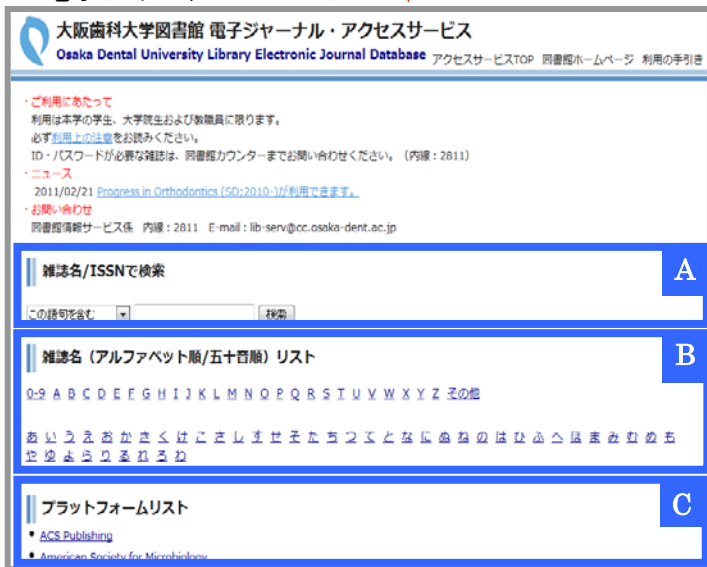 大阪歯科大学図書館 電子ジャーナル・アクセスサービス
Osaka Dental University Library Electronic Journal Database アクセスサービスTOP 図書館ホームページ 利用の手引き
・ご利用にあたって
利用は本学の学生、大学院生および教職員に限ります。
必ず利用上の注意をお読みください。
ID・パスワードが必要な雑誌は、図書館カウンターまでお問い合わせください。（内線：2811）
・ニュース
2011/02/21 Progress in Orthodontics (SD:2010-)が利用できます。
・お問い合わせ
図書館情報サービス係 内線：2811 E-mail：lib-serv@cc.osaka-dent.ac.jp
雑誌名/ISSNで検索 A
この語句を含む 検索
雑誌名（アルファベット順/五十音順）リスト B
0-9 A B C D E F G H I J K L M N O P Q R S T U V W X Y Z その他
あ い う え お か き く け こ さ し す せ そ た ち つ て と な に ぬ ね の は ひ ふ へ ほ ま み む め も
や ゆ よ ら り る れ ろ わ
プラットフォームリスト C
• ACS Publishing
• American Society for Microbiology